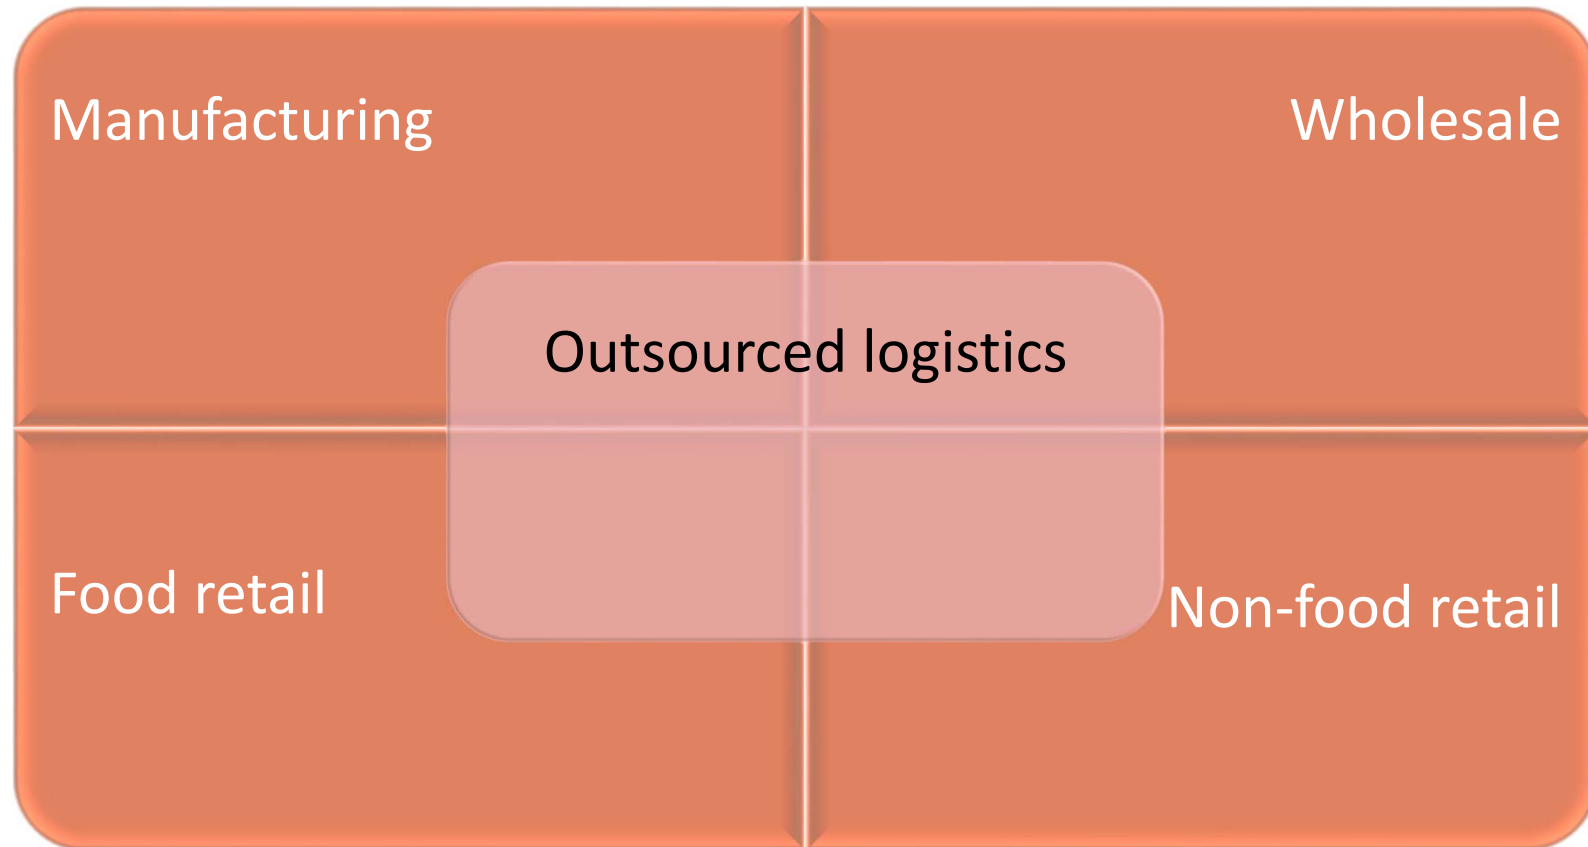 Manufacturing
Wholesale
Outsourced logistics
Food retail
Non-food retail